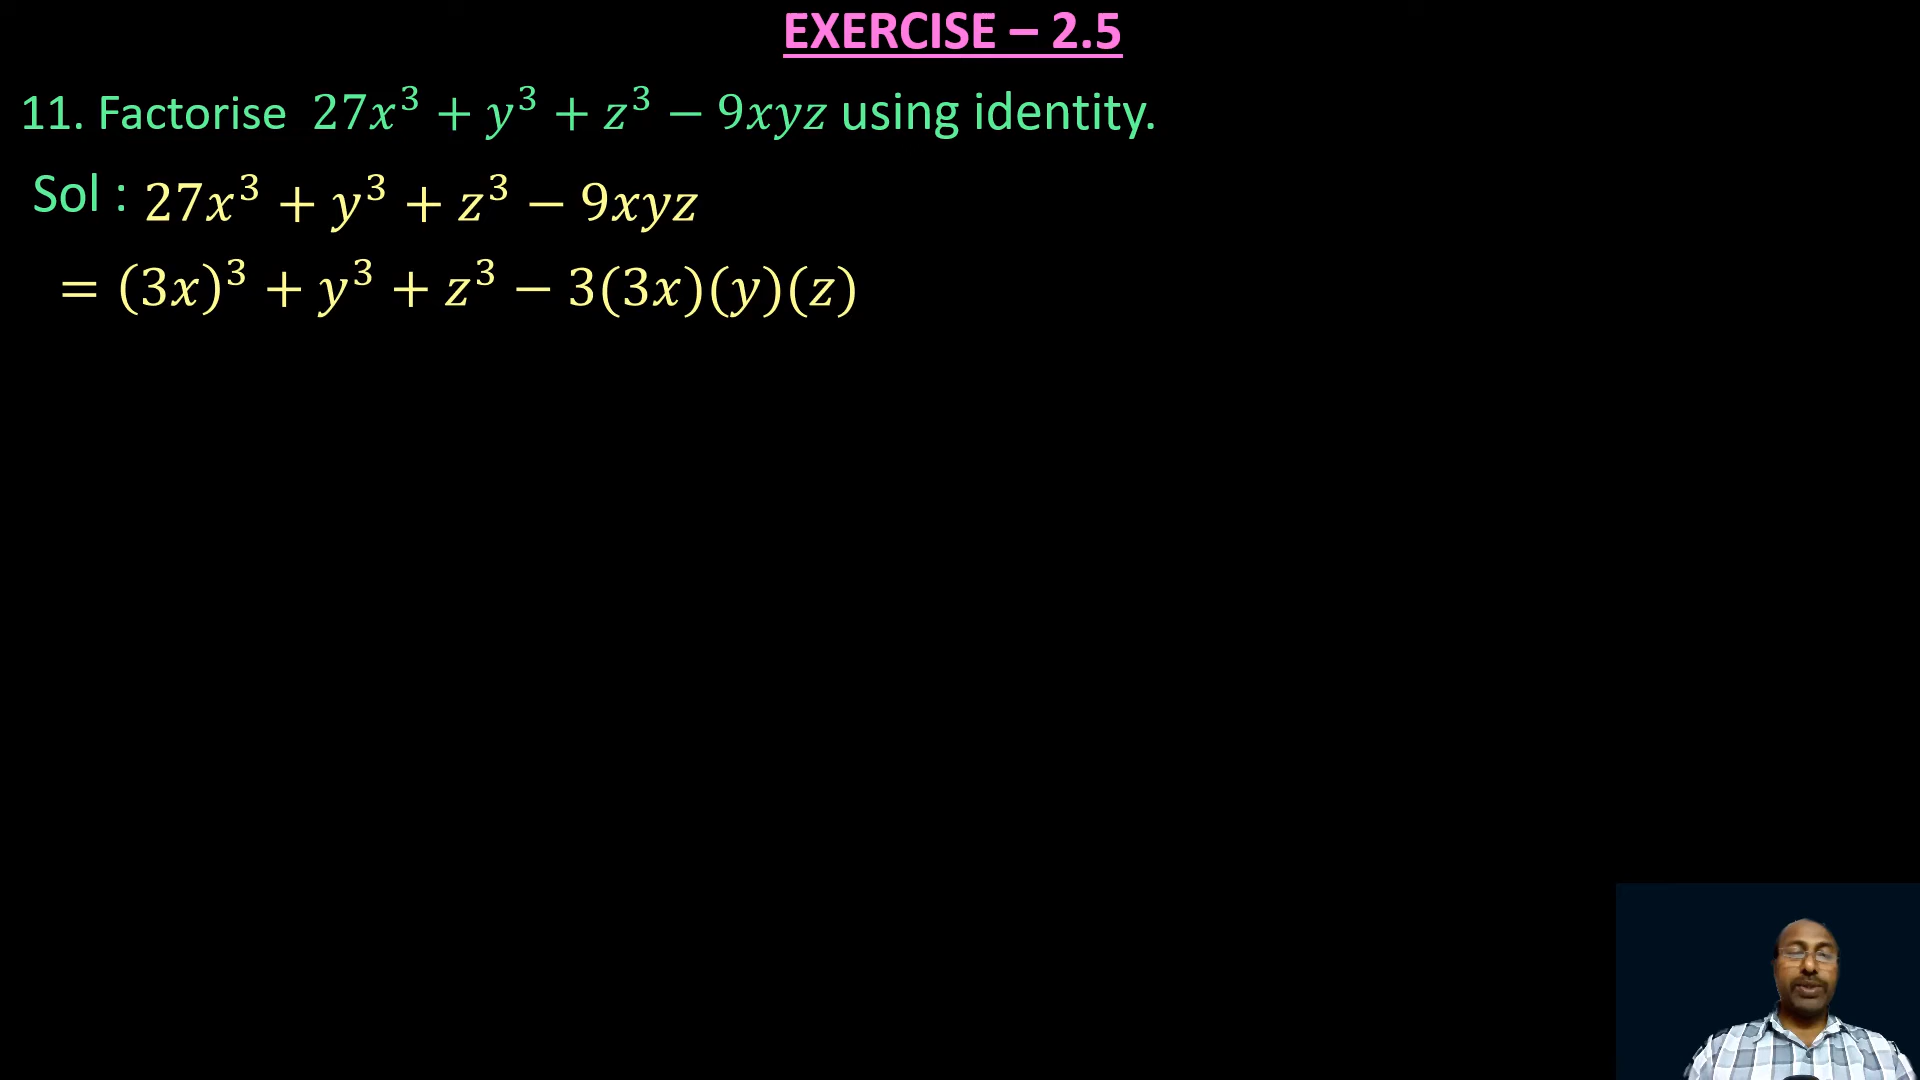 EXERCISE – 2.5
11. Factorise 27x³ + y³ + z³ − 9xyz using identity.
Sol : 27x³ + y³ + z³ − 9xyz
= (3x)³ + y³ + z³ − 3(3x)(y)(z)